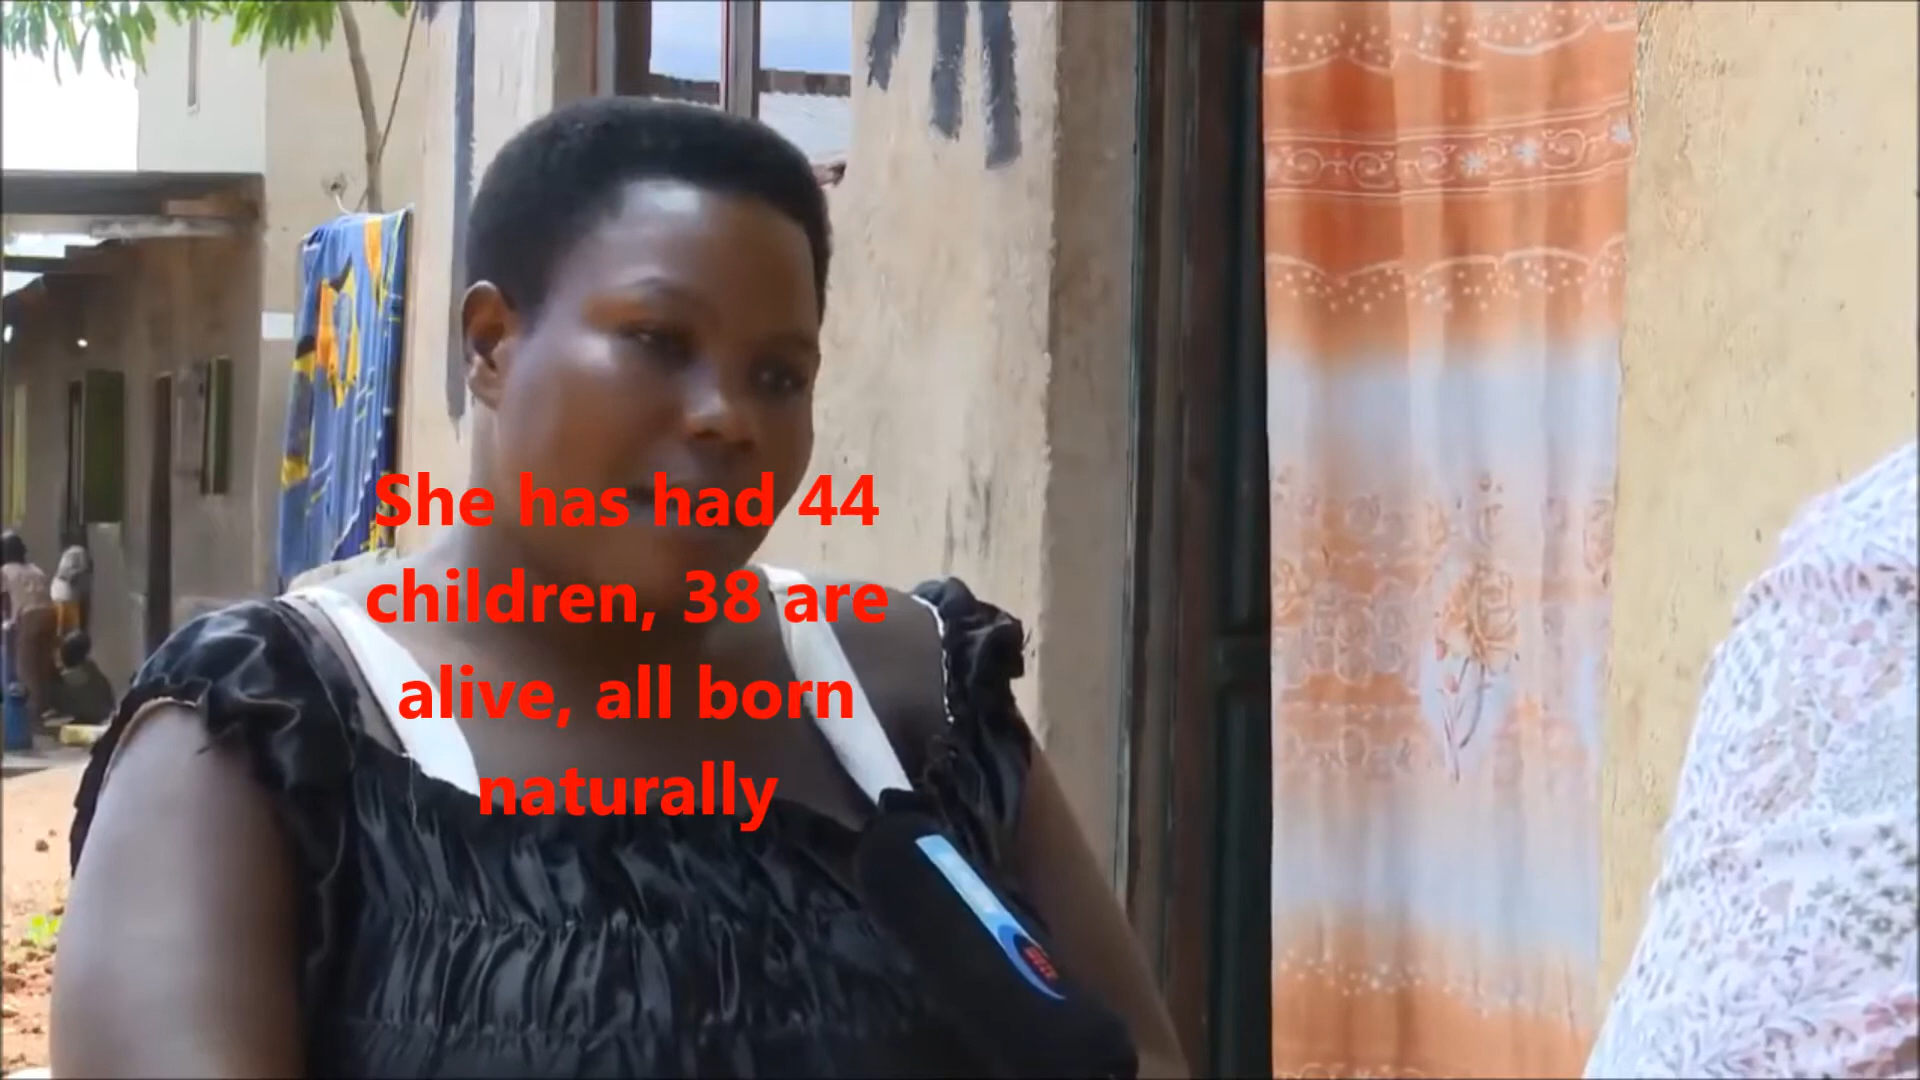 She has had 44
children, 38 are
alive, all born
naturally